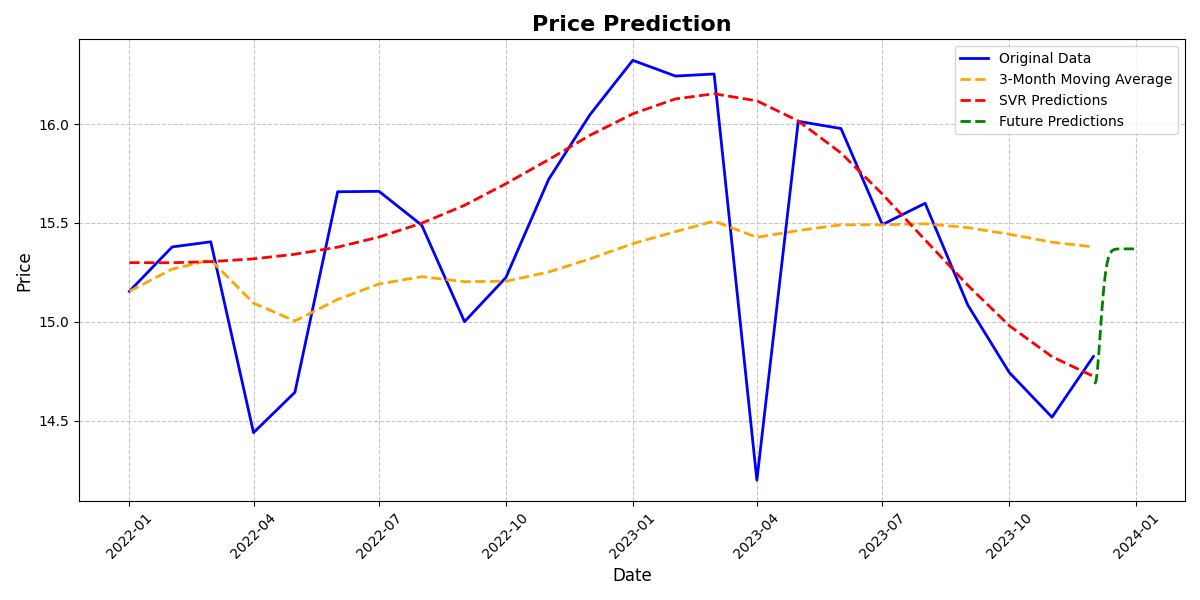 Price Prediction
Original Data
3-Month Moving Average
SVR Predictions
Future Predictions
Price
16.0
15.5
15.0
14.5
2022-01
2022-04
2022-07
2022-10
2023-01
2023-04
2023-07
2023-10
2024-01
Date